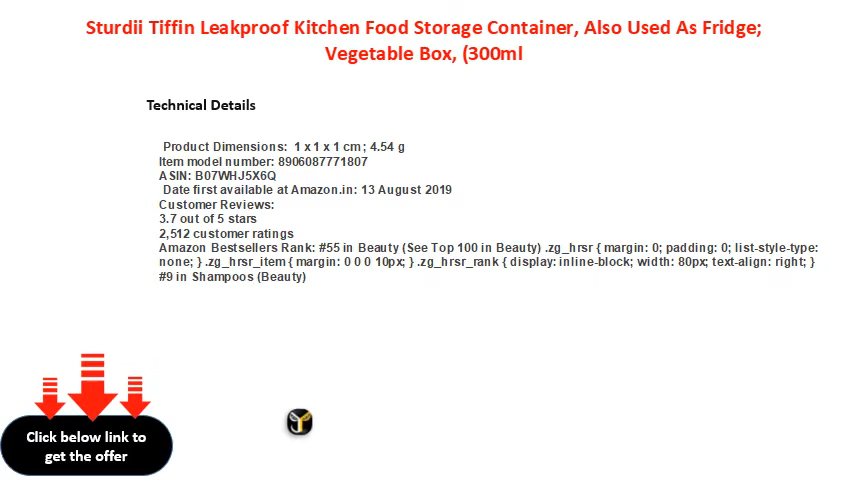 Sturdii Tiffin Leakproof Kitchen Food Storage Container, Also Used As Fridge;
Vegetable Box, (300ml
Technical Details
Product Dimensions: 1 x 1 x 1 cm; 4.54 g
Item model number: 8906087771807
ASIN: B07WHJ5X6Q
Date first available at Amazon.in: 13 August 2019
Customer Reviews:
3.7 out of 5 stars
2,512 customer ratings
Amazon Bestsellers Rank: #55 in Beauty (See Top 100 in Beauty) .zg_hrsr { margin: 0; padding: 0; list-style-type:
none; } .zg_hrsr_item { margin: 0 0 0 10px; } .zg_hrsr_rank { display: inline-block; width: 80px; text-align: right; }
#9 in Shampoos (Beauty)
Click below link to
get the offer